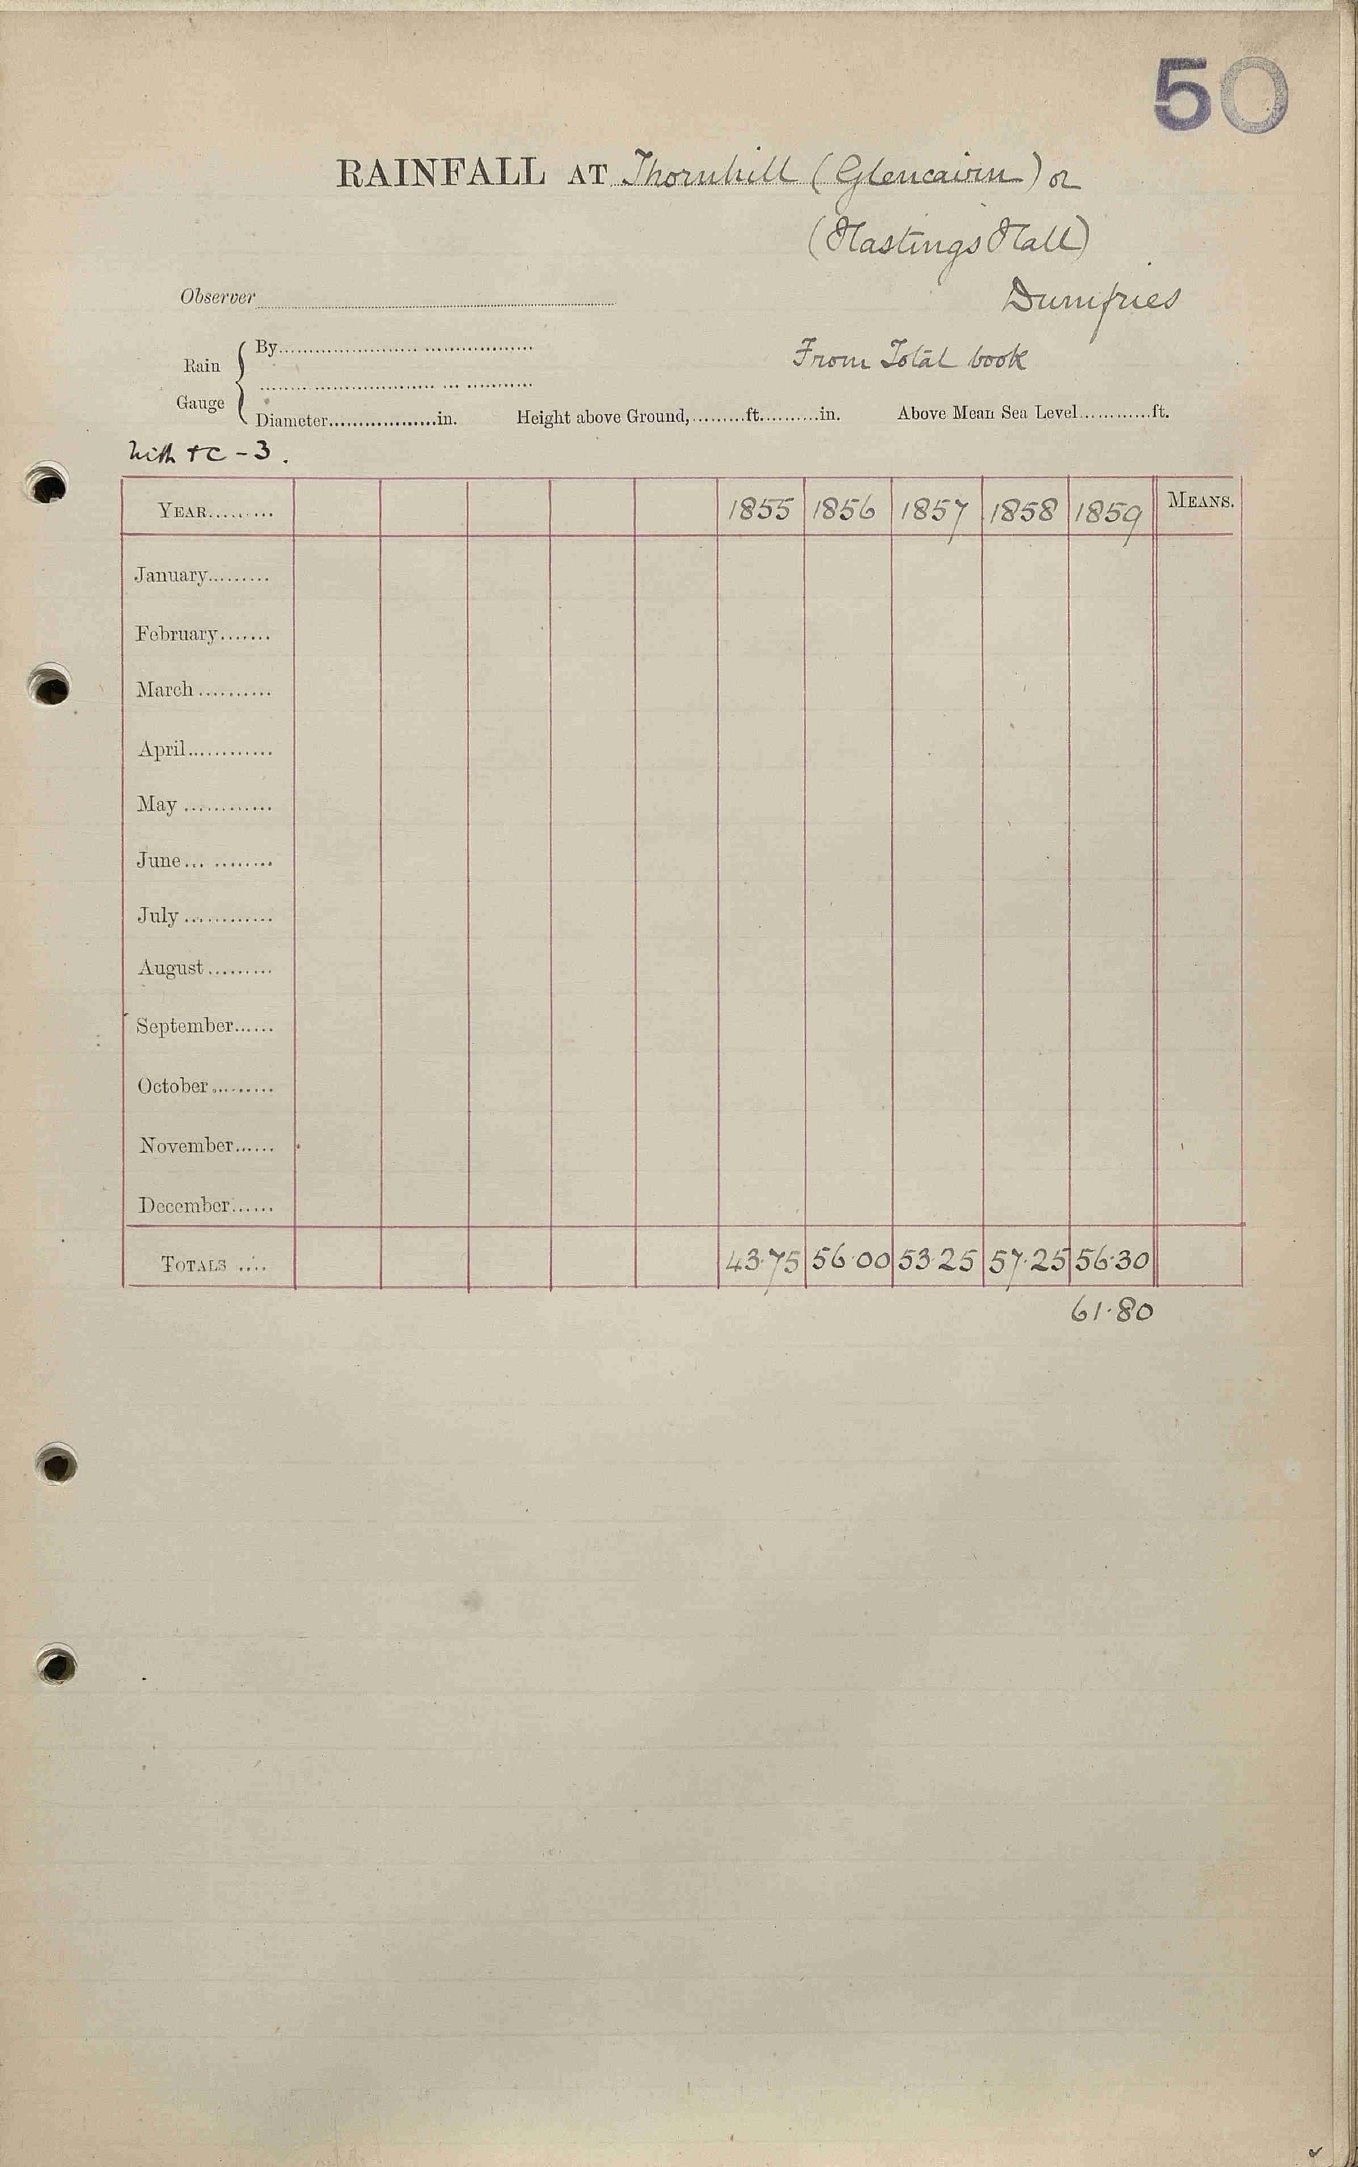 50
RAINFALL AT Thornhill (Glencairn) or
(Hastings Hall)
Observer
Dumfries
Rain Gauge { By
From Total book
Diameter in. Height above Ground, ft. in. Above Mean Sea Level ft.
Nith + C - 3.
YEAR 1855 1856 1857 1858 1859 MEANS.
January
February
March
April
May
June
July
August
September
October
November
December
TOTALS 43.75 56.00 53.25 57.25 56.30
61.80